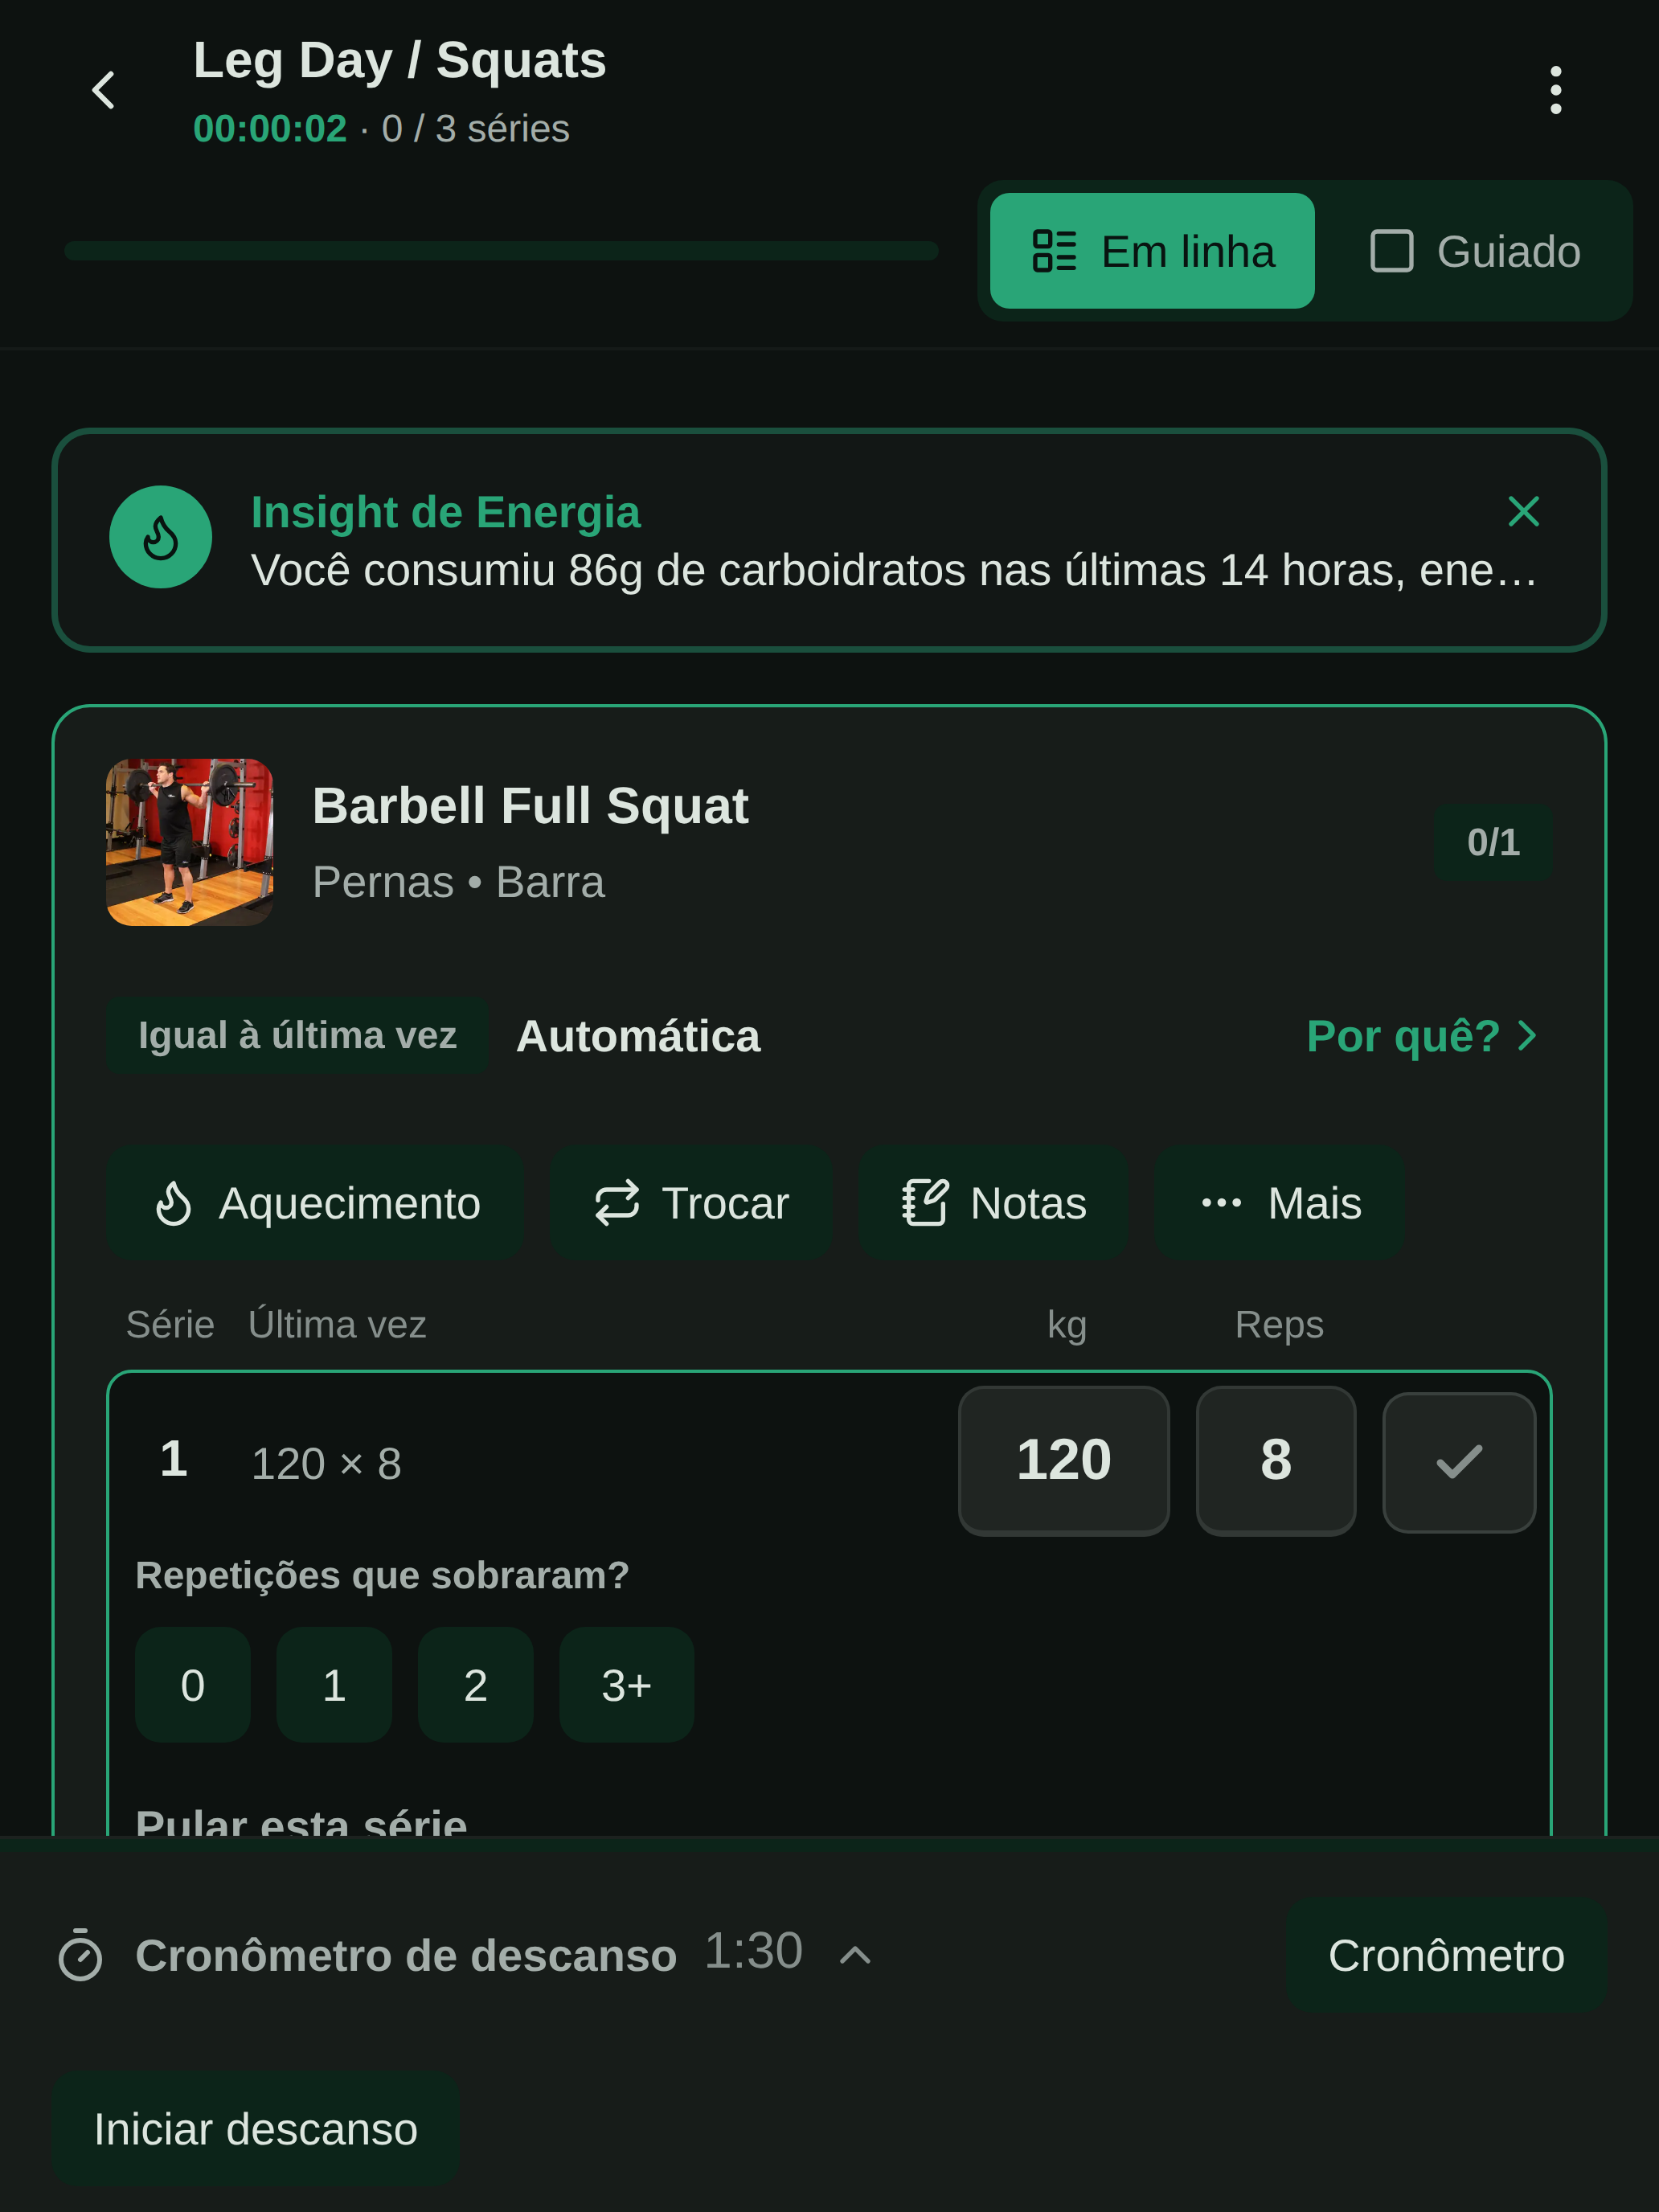 Leg Day / Squats
00:00:02 · 0 / 3 séries
Em linha
Guiado
Insight de Energia
Você consumiu 86g de carboidratos nas últimas 14 horas, ene…
Barbell Full Squat
Pernas • Barra
0/1
Igual à última vez
Automática
Por quê?
Aquecimento
Trocar
Notas
Mais
Série Última vez kg Reps
1 120 × 8 120 8
Repetições que sobraram?
0 1 2 3+
Pular esta série
Cronômetro de descanso 1:30
Cronômetro
Iniciar descanso